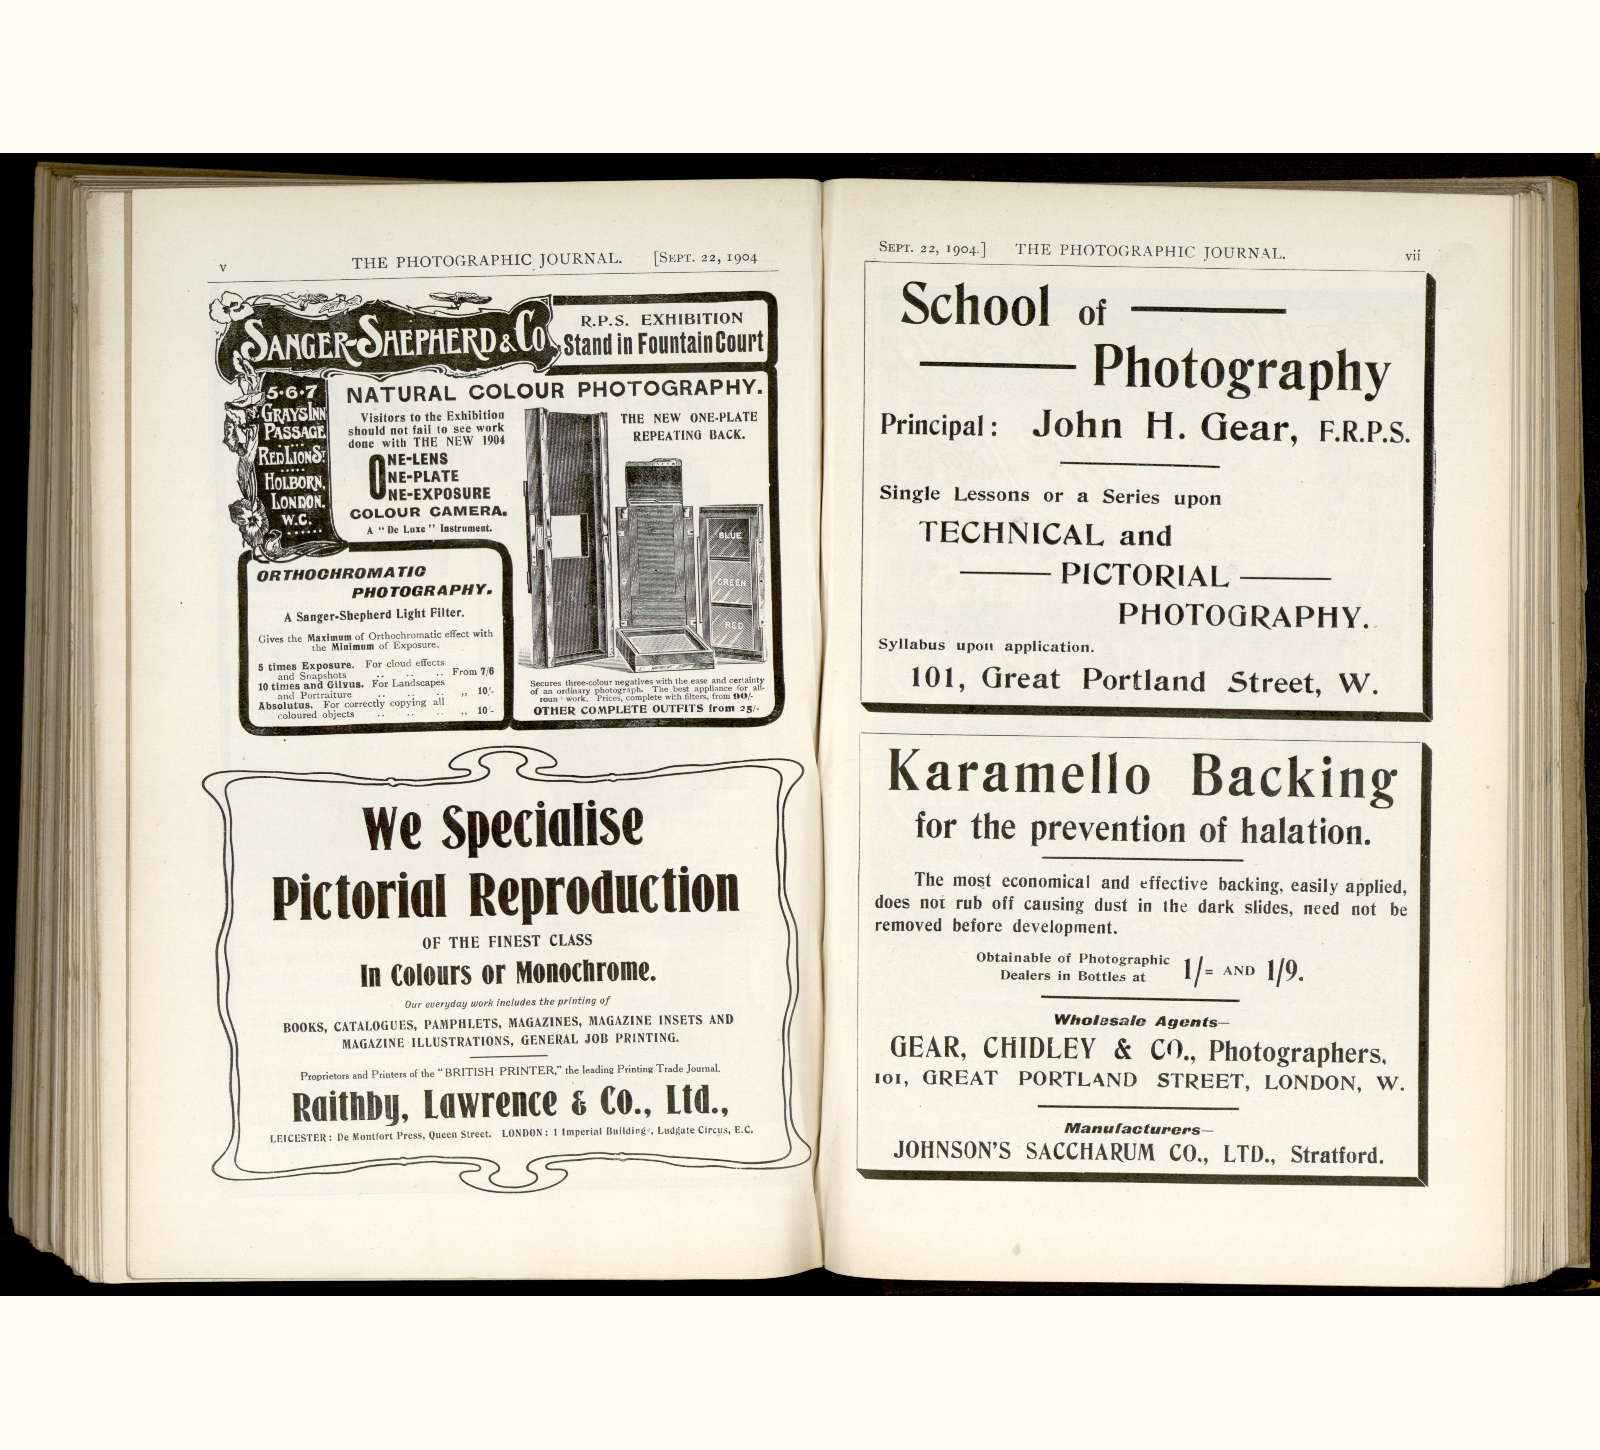 v
THE PHOTOGRAPHIC JOURNAL. [SEPT. 22, 1904
SANGER-SHEPHERD & Co
R.P.S. EXHIBITION
Stand in Fountain Court
5·6·7
GRAYS INN
PASSAGE
RED LION ST
HOLBORN,
LONDON.
W.C.
NATURAL COLOUR PHOTOGRAPHY.
Visitors to the Exhibition
should not fail to see work
done with THE NEW 1904
ONE-LENS
ONE-PLATE
ONE-EXPOSURE
COLOUR CAMERA.
A "De Luxe" Instrument.
THE NEW ONE-PLATE
REPEATING BACK.
BLUE
GREEN
RED
ORTHOCHROMATIC
PHOTOGRAPHY.
A Sanger-Shepherd Light Filter.
Gives the Maximum of Orthochromatic effect with
the Minimum of Exposure.
5 times Exposure. For cloud effects
and Snapshots .. .. .. From 7/6
10 times and Gilvus. For Landscapes
and Portraiture .. .. .. ,, 10/-
Absolutus. For correctly copying all
coloured objects .. .. .. ,, 10/-
Secures three-colour negatives with the ease and certainty
of an ordinary photograph. The best appliance for all-
roun work. Prices, complete with filters, from 90/-
OTHER COMPLETE OUTFITS from 25/-
We Specialise
Pictorial Reproduction
OF THE FINEST CLASS
In Colours or Monochrome.
Our everyday work includes the printing of
BOOKS, CATALOGUES, PAMPHLETS, MAGAZINES, MAGAZINE INSETS AND
MAGAZINE ILLUSTRATIONS, GENERAL JOB PRINTING.
Proprietors and Printers of the "BRITISH PRINTER," the leading Printing Trade Journal.
Raithby, Lawrence & Co., Ltd.,
LEICESTER: De Montfort Press, Queen Street. LONDON: 1 Imperial Buildings, Ludgate Circus, E.C.
SEPT. 22, 1904.] THE PHOTOGRAPHIC JOURNAL. vii
School of
Photography
Principal: John H. Gear, F.R.P.S.
Single Lessons or a Series upon
TECHNICAL and
PICTORIAL
PHOTOGRAPHY.
Syllabus upon application.
101, Great Portland Street, W.
Karamello Backing
for the prevention of halation.
The most economical and effective backing, easily applied,
does not rub off causing dust in the dark slides, need not be
removed before development.
Obtainable of Photographic
Dealers in Bottles at 1/= AND 1/9.
Wholesale Agents—
GEAR, CHIDLEY & CO., Photographers,
101, GREAT PORTLAND STREET, LONDON, W.
Manufacturers—
JOHNSON'S SACCHARUM CO., LTD., Stratford.